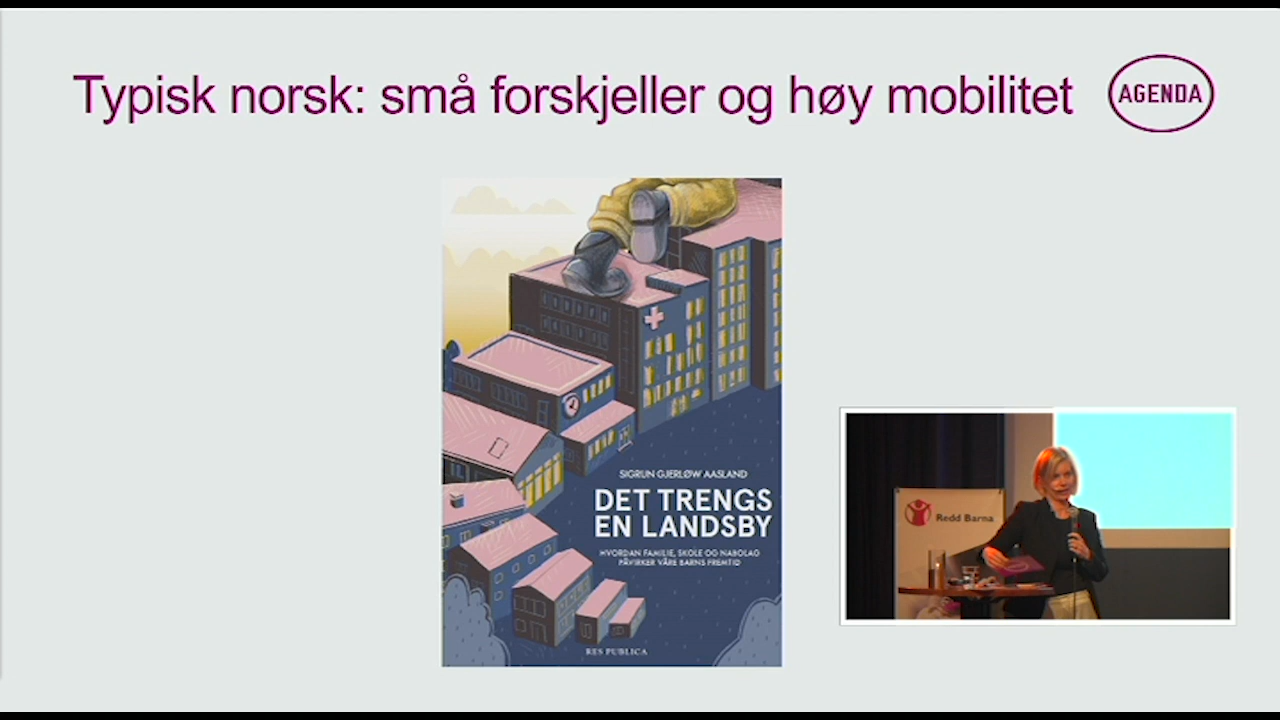 Typisk norsk: små forskjeller og høy mobilitet
AGENDA
SIGRUN GJERLØW AASLAND
DET TRENGS
EN LANDSBY
HVORDAN FAMILIE, SKOLE OG NABOLAG
PÅVIRKER VÅRE BARNS FREMTID
RES PUBLICA
Redd Barna